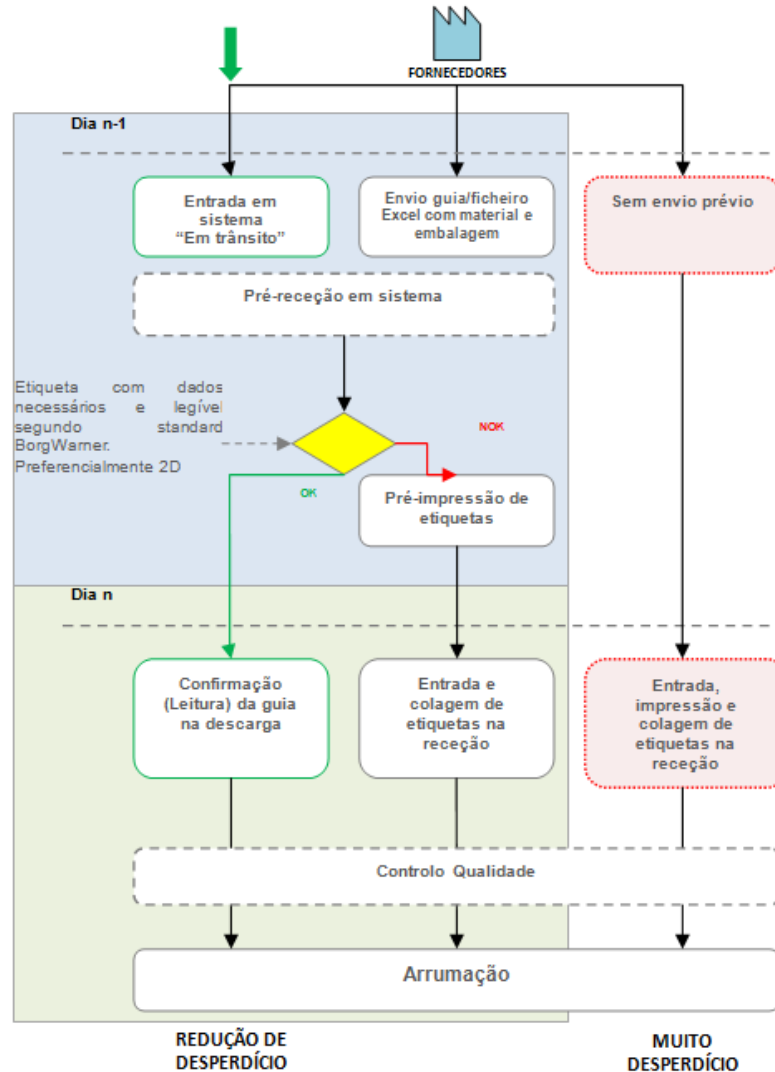 FORNECEDORES
Dia n-1
Entrada em
sistema
“Em trânsito”
Envio guia/ficheiro
Excel com material e
embalagem
Sem envio prévio
Pré-receção em sistema
Etiqueta com dados
necessários e legível
segundo standard
BorgWarner.
Preferencialmente 2D
NOK
OK
Pré-impressão de
etiquetas
Dia n
Confirmação
(Leitura) da guia
na descarga
Entrada e
colagem de
etiquetas na
receção
Entrada,
impressão e
colagem de
etiquetas na
receção
Controlo Qualidade
Arrumação
REDUÇÃO DE
DESPERDÍCIO
MUITO
DESPERDÍCIO